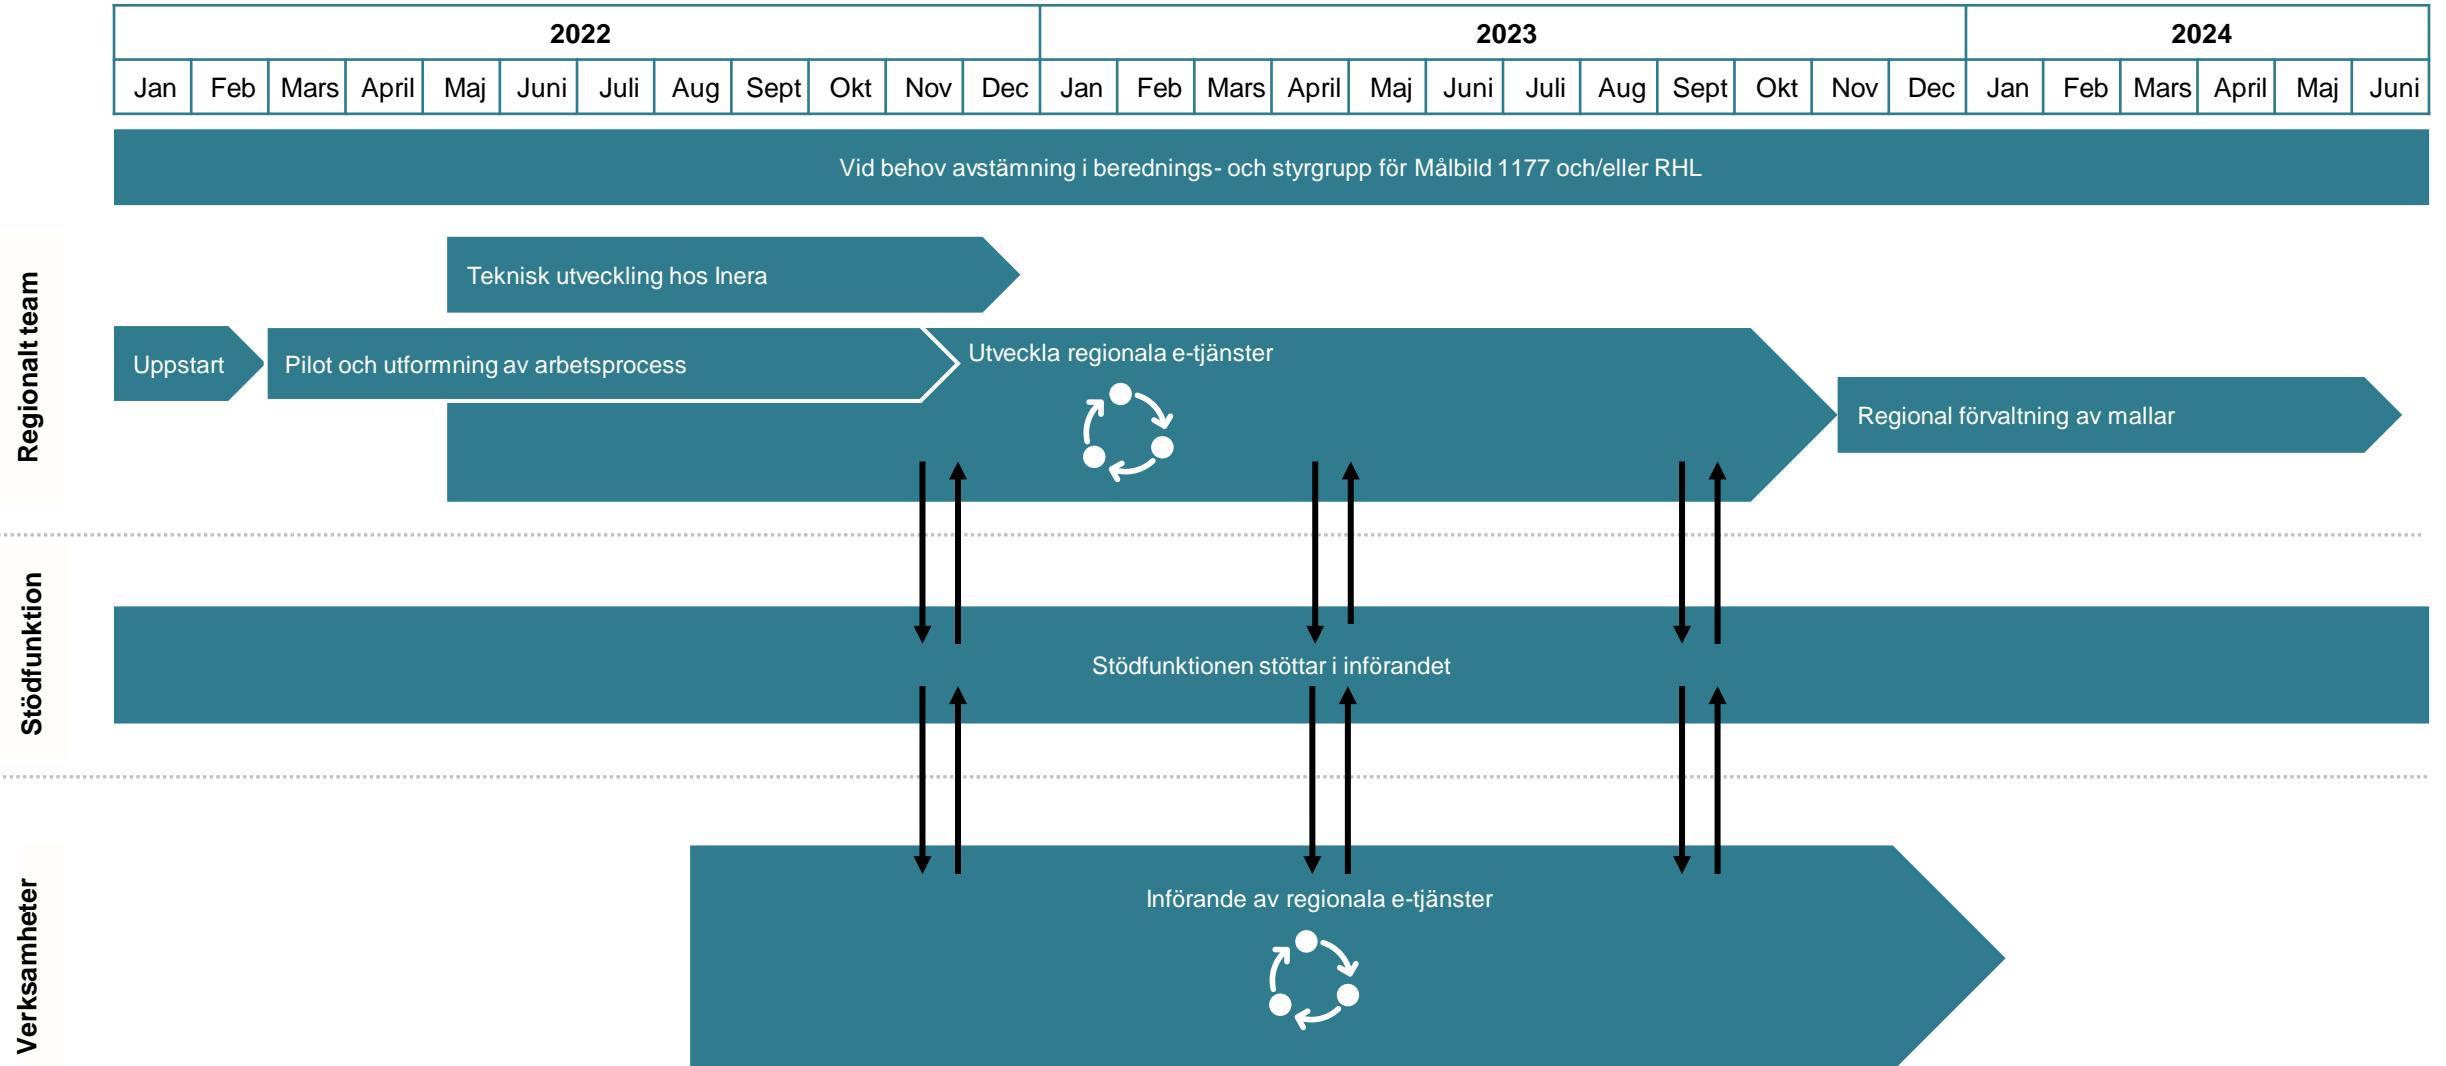 2022 2023 2024
Jan Feb Mars April Maj Juni Juli Aug Sept Okt Nov Dec Jan Feb Mars April Maj Juni Juli Aug Sept Okt Nov Dec Jan Feb Mars April Maj Juni
Vid behov avstämning i berednings- och styrgrupp för Målbild 1177 och/eller RHL
Regionalt team
Teknisk utveckling hos Inera
Uppstart
Pilot och utformning av arbetsprocess
Utveckla regionala e-tjänster
Regional förvaltning av mallar
Stödfunktion
Stödfunktionen stöttar i införandet
Verksamheter
Införande av regionala e-tjänster